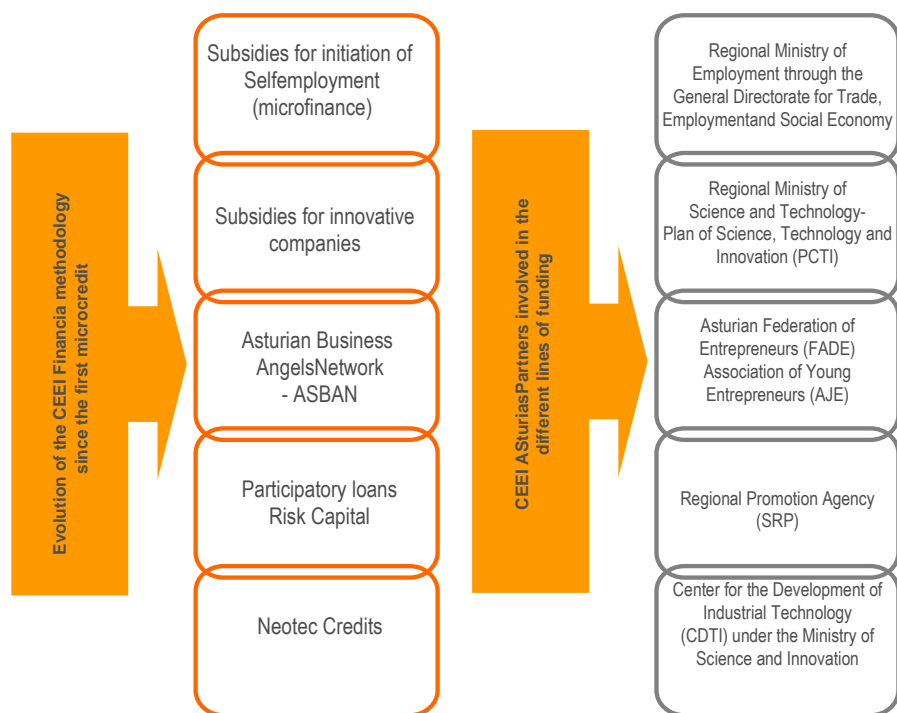 Evolution of the CEEI Financia methodology
since the first microcredit
Subsidies for initiation of
Selfemployment
(microfinance)
Subsidies for innovative
companies
Asturian Business
AngelsNetwork
- ASBAN
Participatory loans
Risk Capital
Neotec Credits
CEEI ASturiasPartners involved in the
different lines of funding
Regional Ministry of
Employment through the
General Directorate for Trade,
Employmentand Social Economy
Regional Ministry of
Science and Technology-
Plan of Science, Technology and
Innovation (PCTI)
Asturian Federation of
Entrepreneurs (FADE)
Association of Young
Entrepreneurs (AJE)
Regional Promotion Agency
(SRP)
Center for the Development of
Industrial Technology
(CDTI) under the Ministry of
Science and Innovation